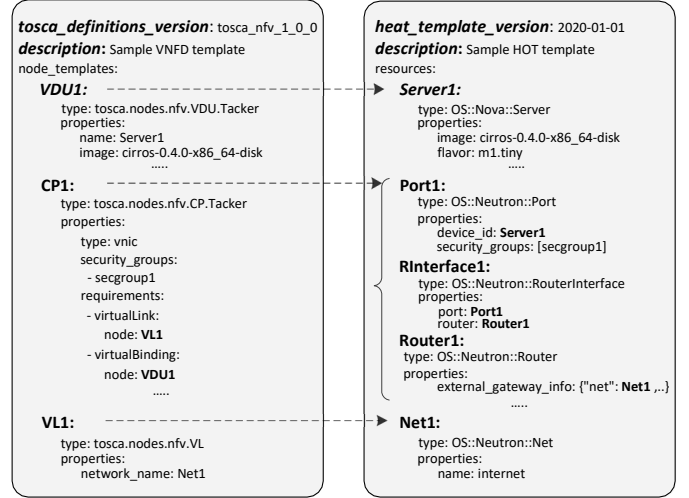 tosca_definitions_version: tosca_nfv_1_0_0
description: Sample VNFD template
node_templates:
VDU1:
type: tosca.nodes.nfv.VDU.Tacker
properties:
name: Server1
image: cirros-0.4.0-x86_64-disk
.....
CP1:
type: tosca.nodes.nfv.CP.Tacker
properties:
type: vnic
security_groups:
- secgroup1
requirements:
- virtualLink:
node: VL1
- virtualBinding:
node: VDU1
.....
VL1:
type: tosca.nodes.nfv.VL
properties:
network_name: Net1
heat_template_version: 2020-01-01
description: Sample HOT template
resources:
Server1:
type: OS::Nova::Server
properties:
image: cirros-0.4.0-x86_64-disk
flavor: m1.tiny
.....
Port1:
type: OS::Neutron::Port
properties:
device_id: Server1
security_groups: [secgroup1]
RInterface1:
type: OS::Neutron::RouterInterface
properties:
port: Port1
router: Router1
Router1:
type: OS::Neutron::Router
properties:
external_gateway_info: {"net": Net1 ,..}
.....
Net1:
type: OS::Neutron::Net
properties:
name: internet